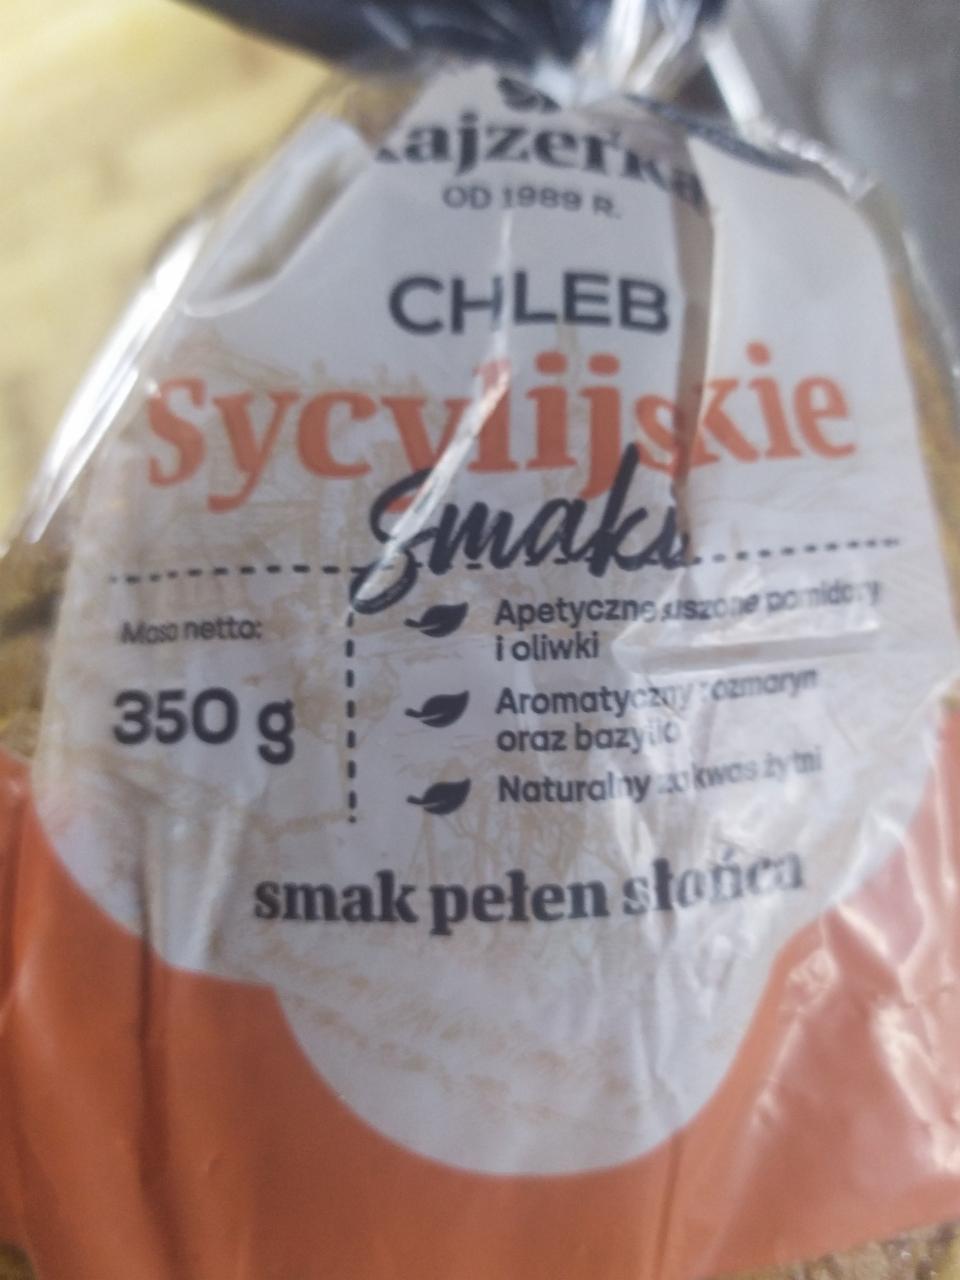 kajzerka
OD 1989 R.
CHLEB
sycylijskie
smaki
Masa netto:
350 g
Apetyczne suszone pomidory
i oliwki
Aromatyczny rozmaryn
oraz bazylia
Naturalny zakwas żytni
smak pełen słońca